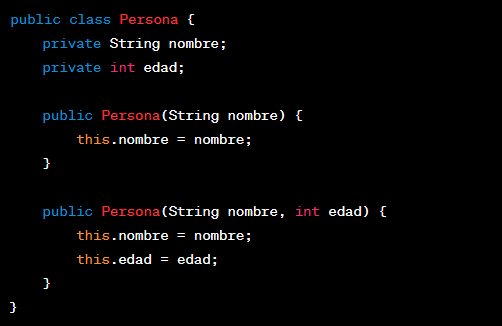 public class Persona {
    private String nombre;
    private int edad;

    public Persona(String nombre) {
        this.nombre = nombre;
    }

    public Persona(String nombre, int edad) {
        this.nombre = nombre;
        this.edad = edad;
    }
}